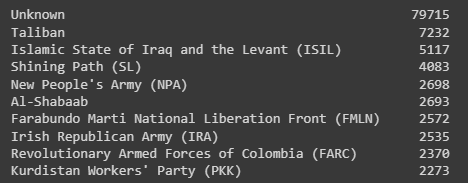 Unknown 79715
Taliban 7232
Islamic State of Iraq and the Levant (ISIL) 5117
Shining Path (SL) 4083
New People's Army (NPA) 2698
Al-Shabaab 2693
Farabundo Marti National Liberation Front (FMLN) 2572
Irish Republican Army (IRA) 2535
Revolutionary Armed Forces of Colombia (FARC) 2370
Kurdistan Workers' Party (PKK) 2273